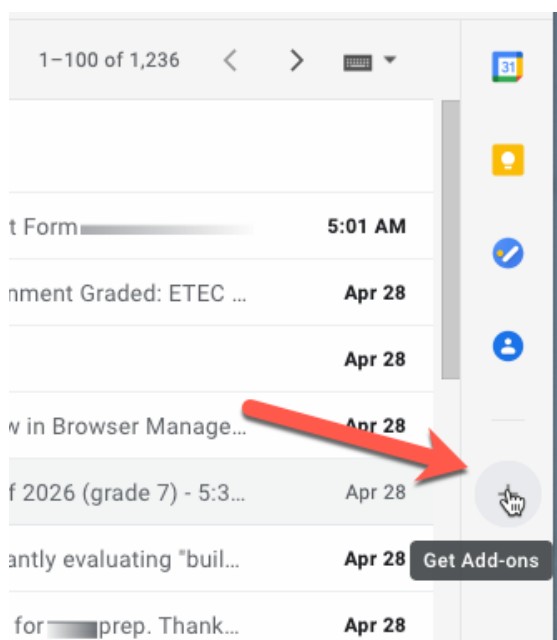 1–100 of 1,236
31
t Form
5:01 AM
nment Graded: ETEC ...
Apr 28
Apr 28
w in Browser Manage...
Apr 28
f 2026 (grade 7) - 5:3...
Apr 28
antly evaluating "buil...
Apr 28
Get Add-ons
for prep. Thank...
Apr 28